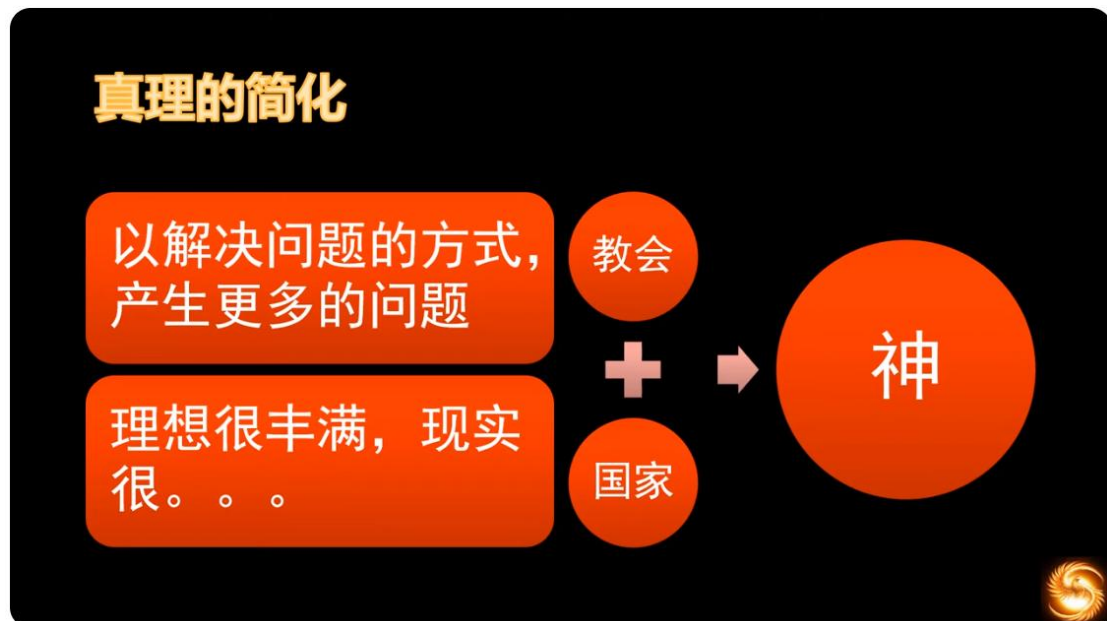 真理的简化
以解决问题的方式，
产生更多的问题
理想很丰满，现实
很。。。
教会
国家
神